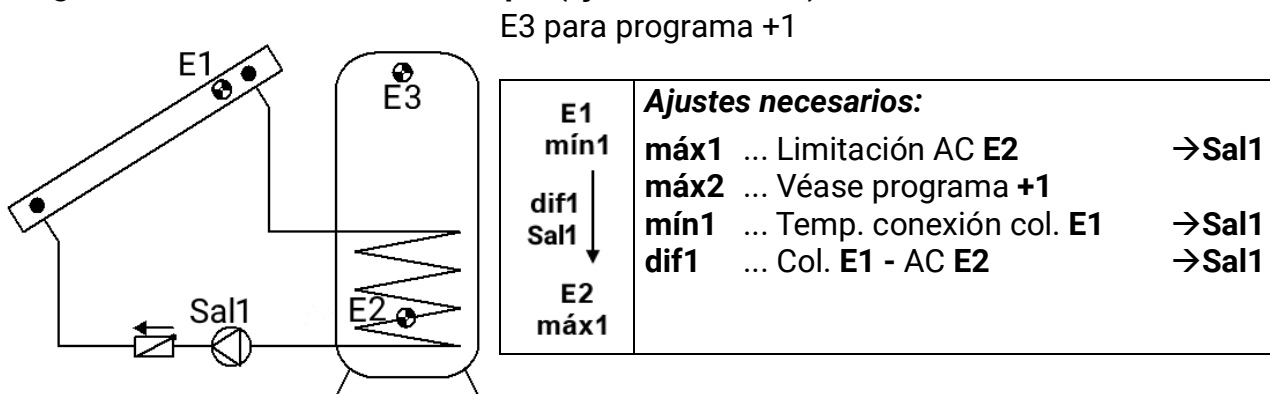 E3 para programa +1
E1
E3
Sal1
E2
E1
mín1
dif1
Sal1
E2
máx1
Ajustes necesarios:
máx1 ... Limitación AC E2 →Sal1
máx2 ... Véase programa +1
mín1 ... Temp. conexión col. E1 →Sal1
dif1 ... Col. E1 - AC E2 →Sal1